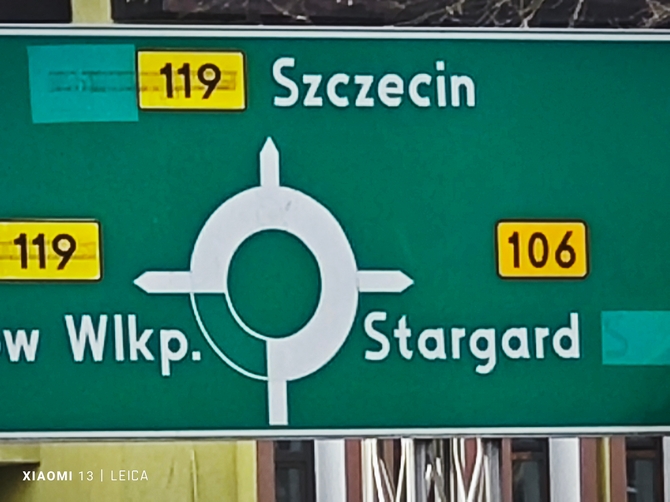 119 Szczecin
119
106
w Wlkp.
Stargard
XIAOMI 13 | LEICA